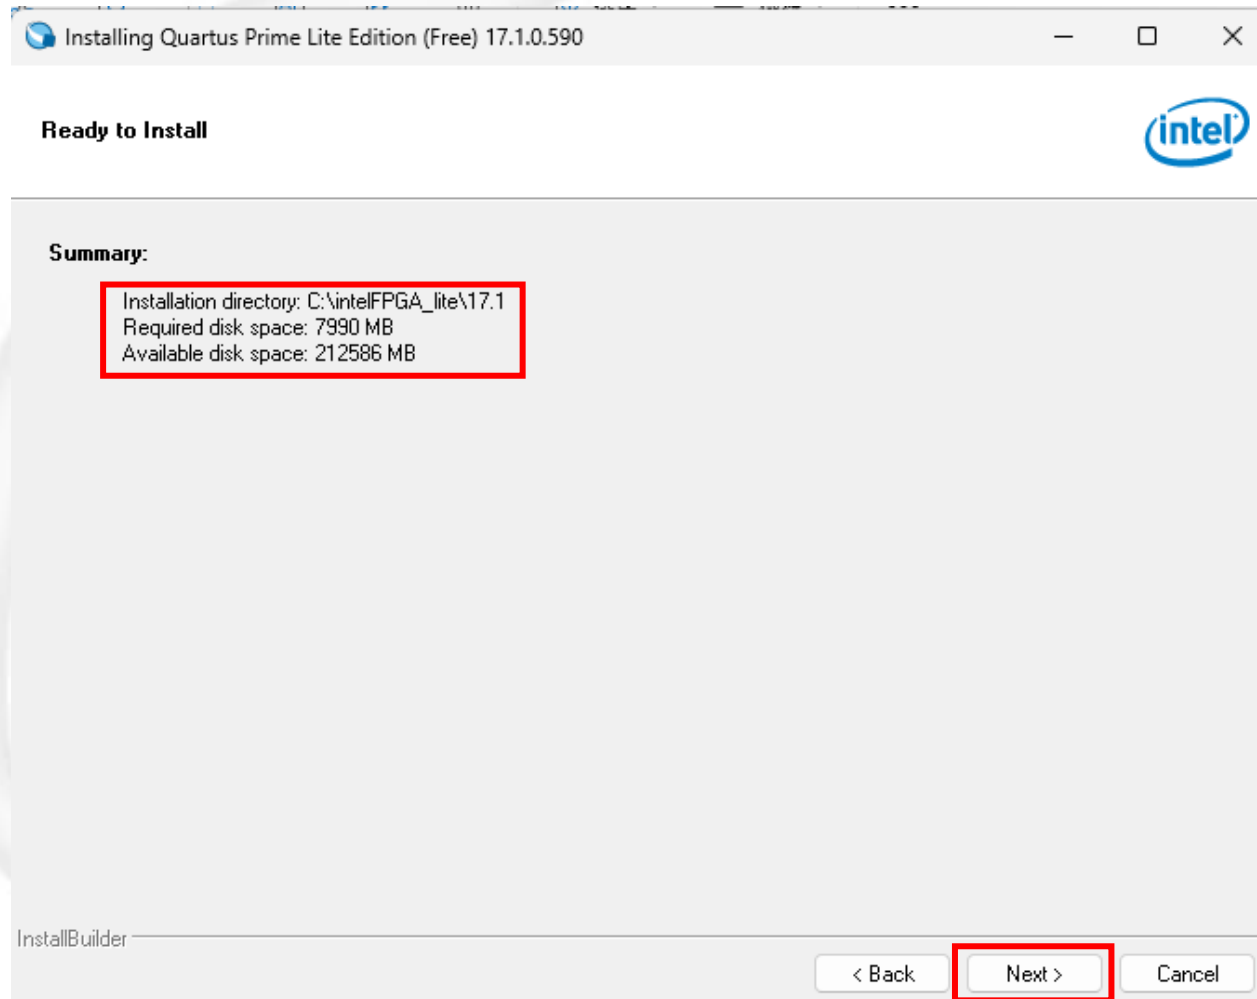 Installing Quartus Prime Lite Edition (Free) 17.1.0.590
Ready to Install
intel
Summary:
Installation directory: C:\intelFPGA_lite\17.1
Required disk space: 7990 MB
Available disk space: 212586 MB
InstallBuilder
< Back Next > Cancel